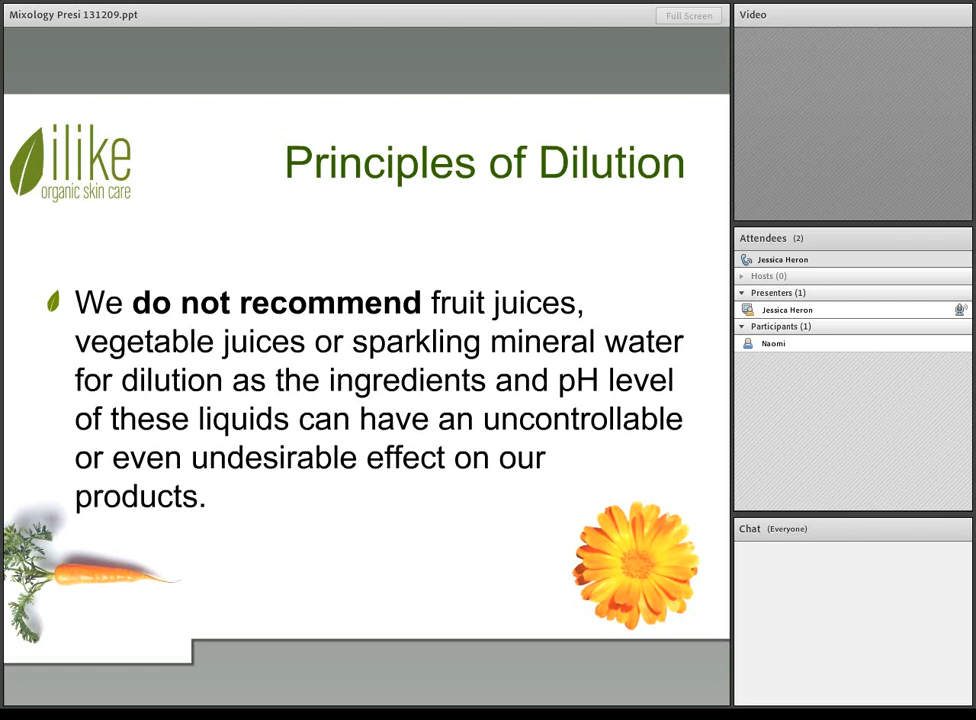 Mixology Presi 131209.ppt
Full Screen
ilike
organic skin care
Principles of Dilution
We do not recommend fruit juices,
vegetable juices or sparkling mineral water
for dilution as the ingredients and pH level
of these liquids can have an uncontrollable
or even undesirable effect on our
products.
Video
Attendees (2)
Jessica Heron
Hosts (0)
Presenters (1)
Jessica Heron
Participants (1)
Naomi
Chat (Everyone)